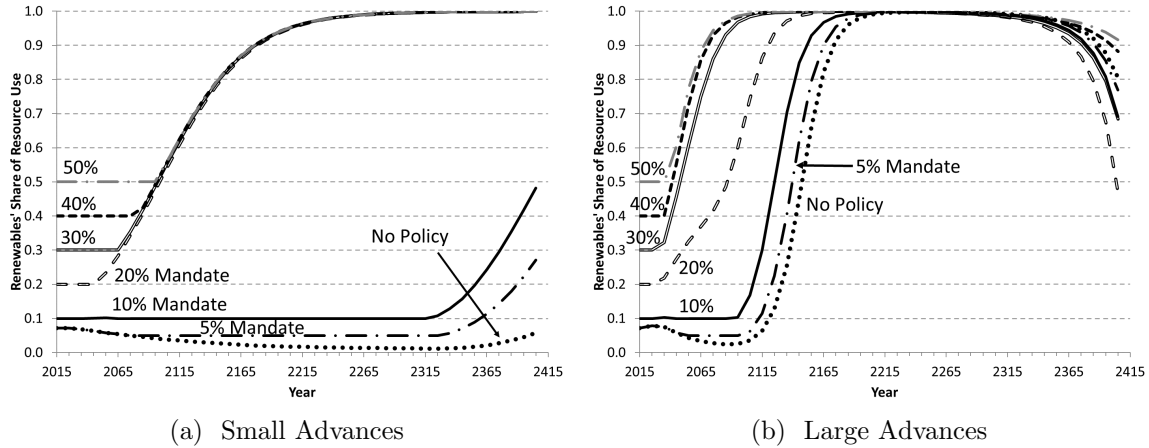 Renewables' Share of Resource Use
1.0
0.9
0.8
0.7
0.6
0.5
0.4
0.3
0.2
0.1
0.0
50%
40%
30%
20% Mandate
10% Mandate
5% Mandate
No Policy
2015 2065 2115 2165 2215 2265 2315 2365 2415
Year
(a) Small Advances
Renewables' Share of Resource Use
1.0
0.9
0.8
0.7
0.6
0.5
0.4
0.3
0.2
0.1
0.0
50%
40%
30%
20%
10%
5% Mandate
No Policy
2015 2065 2115 2165 2215 2265 2315 2365 2415
Year
(b) Large Advances